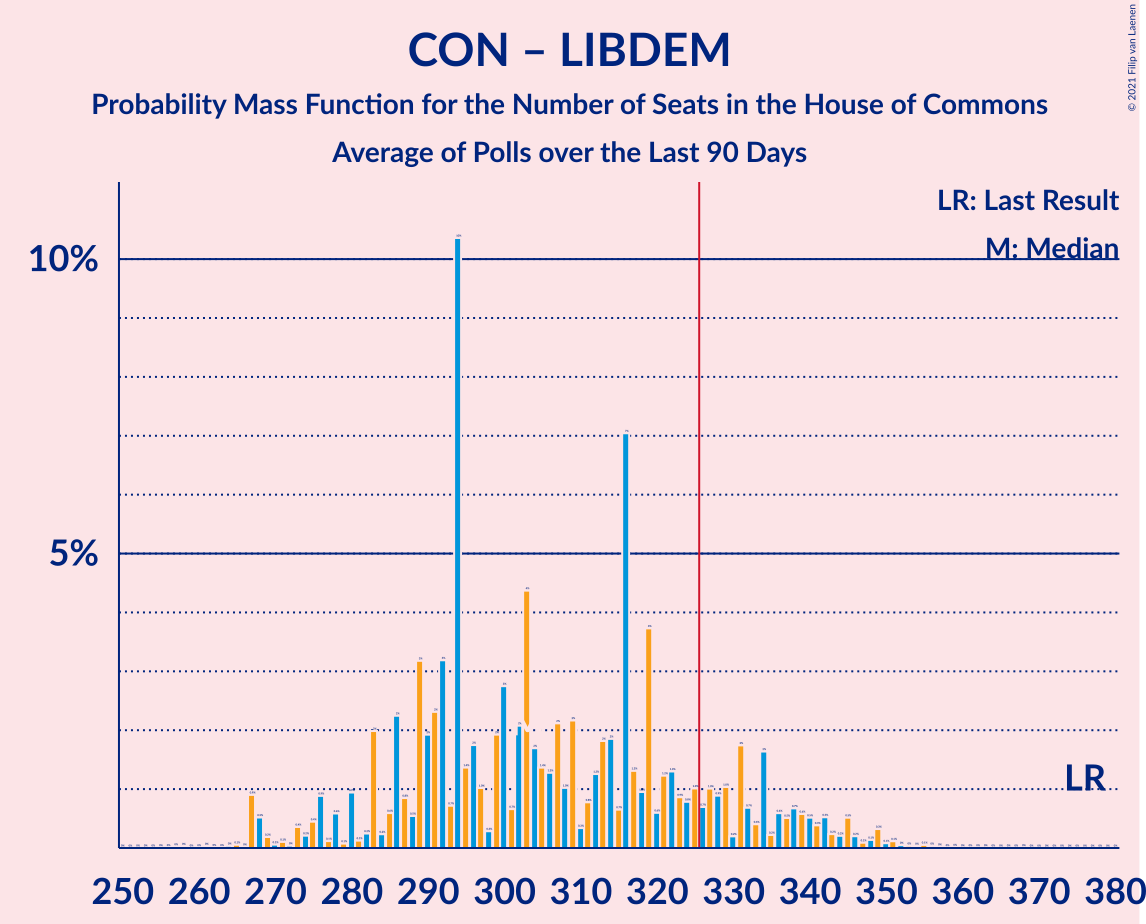 CON – LIBDEM
Probability Mass Function for the Number of Seats in the House of Commons
Average of Polls over the Last 90 Days
© 2021 Filip van Laenen
LR: Last Result
M: Median
10%
5%
LR
250 260 270 280 290 300 310 320 330 340 350 360 370 380